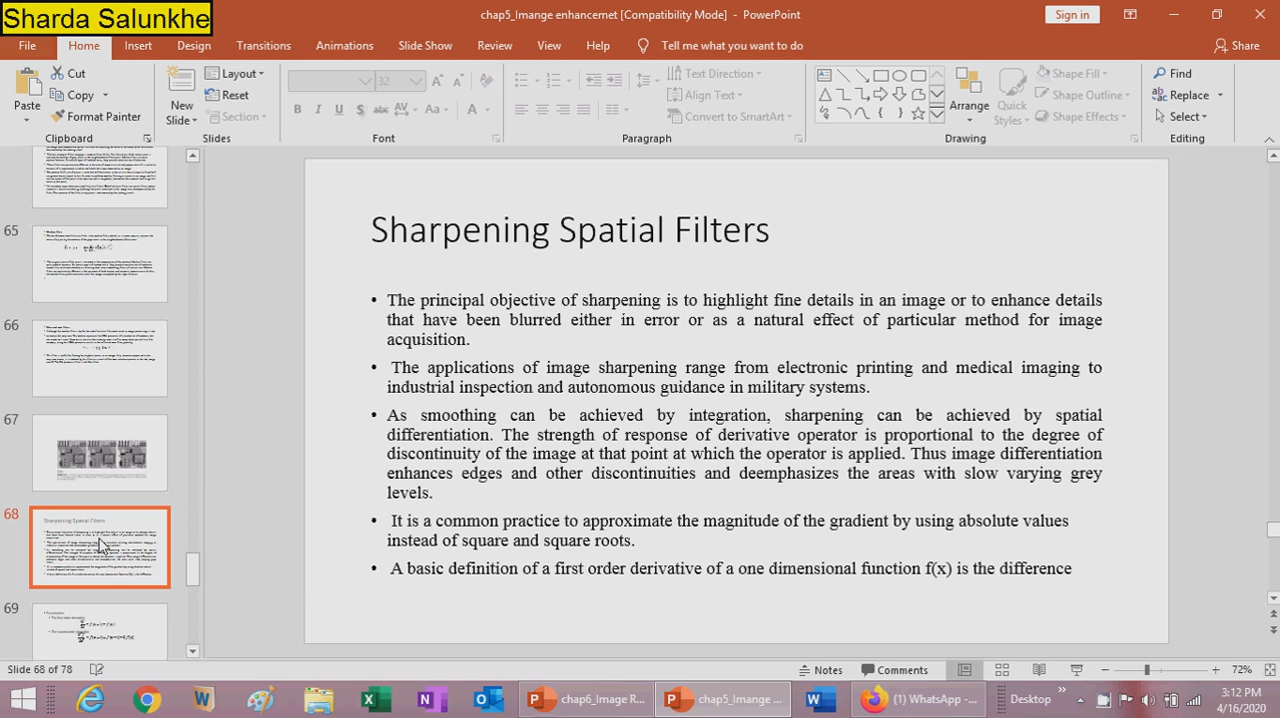 Sharda Salunkhe
chap5_Imange enhancemet [Compatibility Mode] - PowerPoint
Sign in
File Home Insert Design Transitions Animations Slide Show Review View Help Tell me what you want to do Share
Paste
Cut
Copy
Format Painter
Clipboard
New Slide
Layout
Reset
Section
Slides
32
B I U S abc AV Aa A
Font
Text Direction
Align Text
Convert to SmartArt
Paragraph
Arrange
Quick Styles
Shape Fill
Shape Outline
Shape Effects
Drawing
Find
Replace
Select
Editing
65
66
67
68
Sharpening Spatial Filters
69
Sharpening Spatial Filters
• The principal objective of sharpening is to highlight fine details in an image or to enhance details
that have been blurred either in error or as a natural effect of particular method for image
acquisition.
• The applications of image sharpening range from electronic printing and medical imaging to
industrial inspection and autonomous guidance in military systems.
• As smoothing can be achieved by integration, sharpening can be achieved by spatial
differentiation. The strength of response of derivative operator is proportional to the degree of
discontinuity of the image at that point at which the operator is applied. Thus image differentiation
enhances edges and other discontinuities and deemphasizes the areas with slow varying grey
levels.
• It is a common practice to approximate the magnitude of the gradient by using absolute values
instead of square and square roots.
• A basic definition of a first order derivative of a one dimensional function f(x) is the difference
Slide 68 of 78
Notes
Comments
72%
chap6_Image R...
chap5_Imange ...
(1) WhatsApp -...
Desktop
3:12 PM
4/16/2020